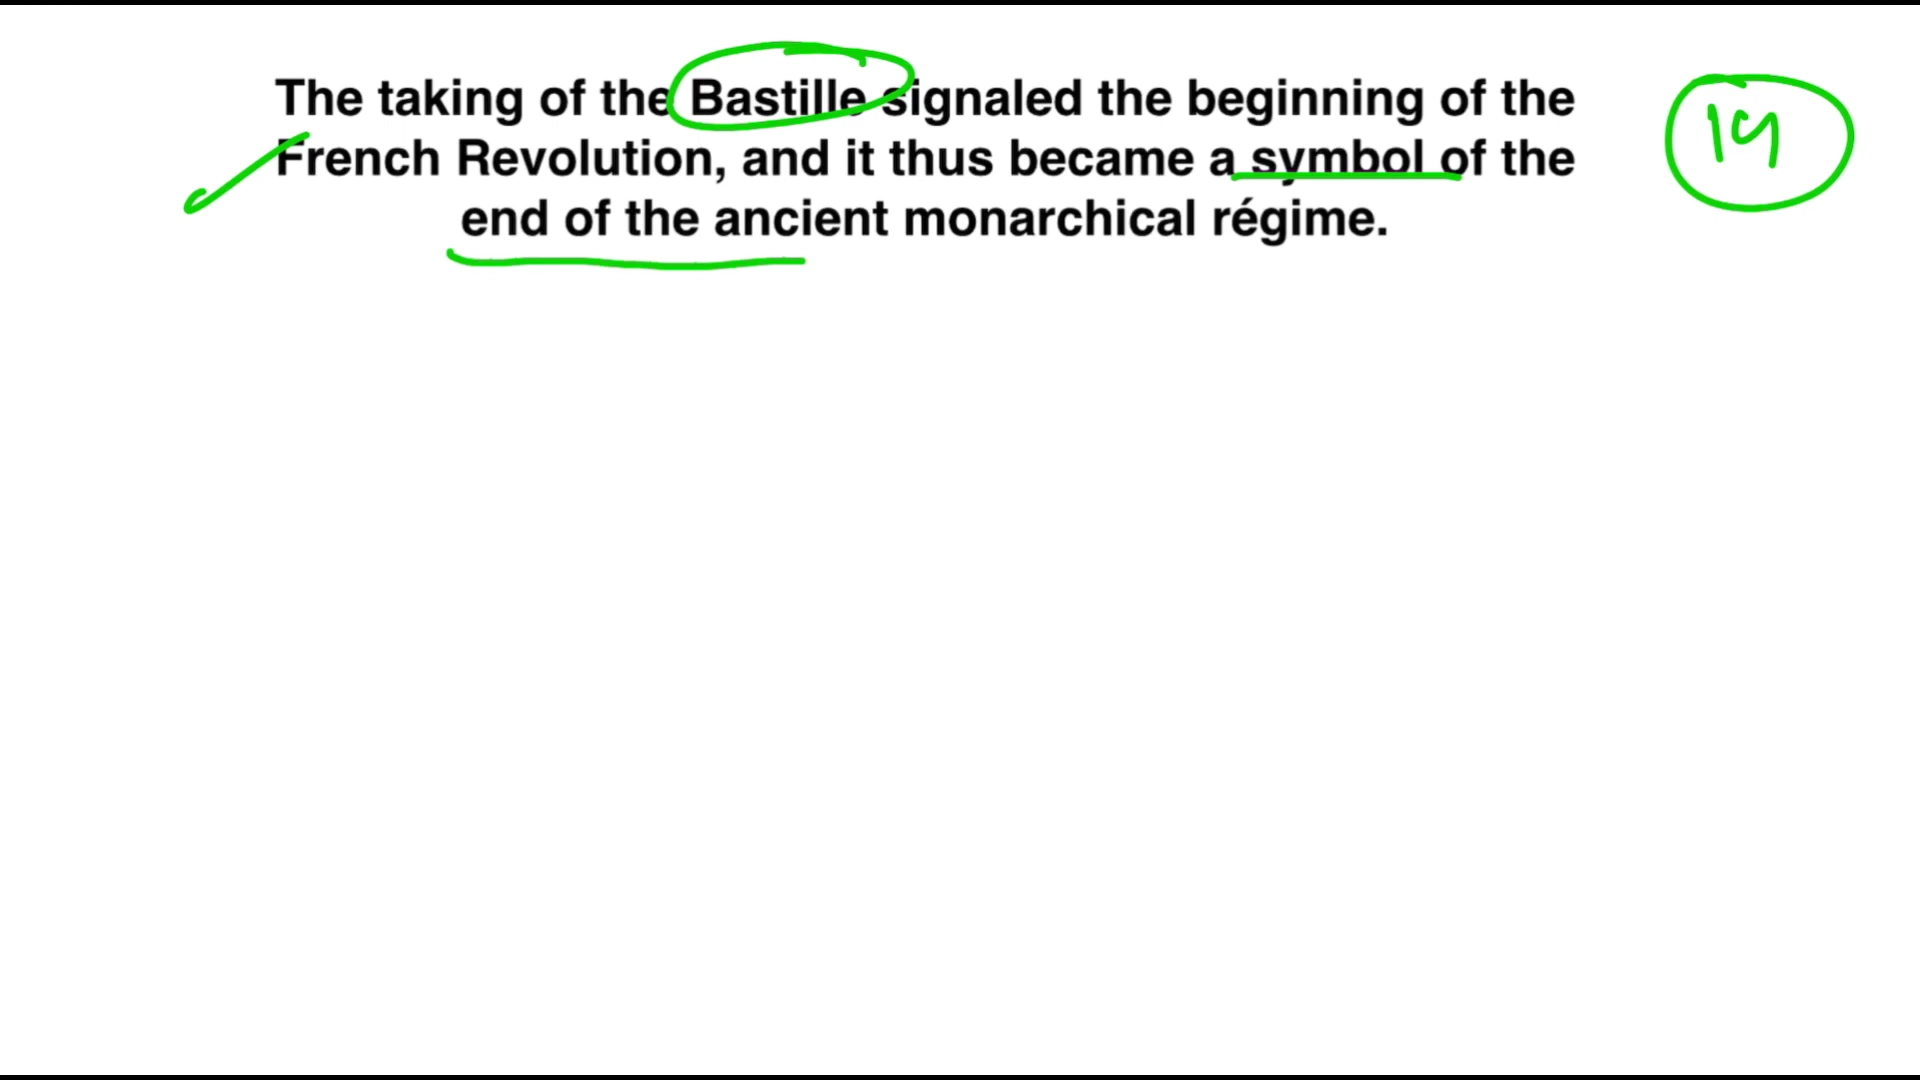 The taking of the Bastille signaled the beginning of the
French Revolution, and it thus became a symbol of the
end of the ancient monarchical régime.
19